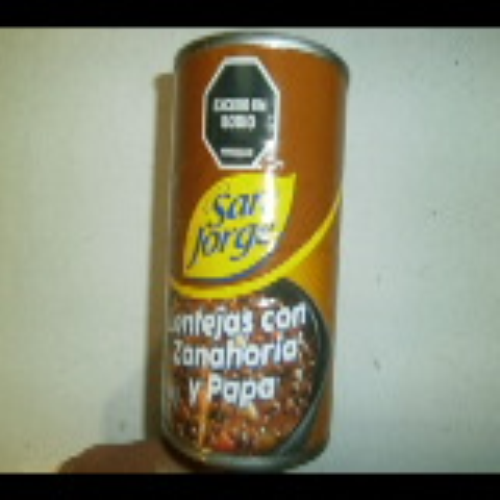 EXCESO EN
SODIO
San
Jorge
Lentejas con
Zanahoria
y Papa